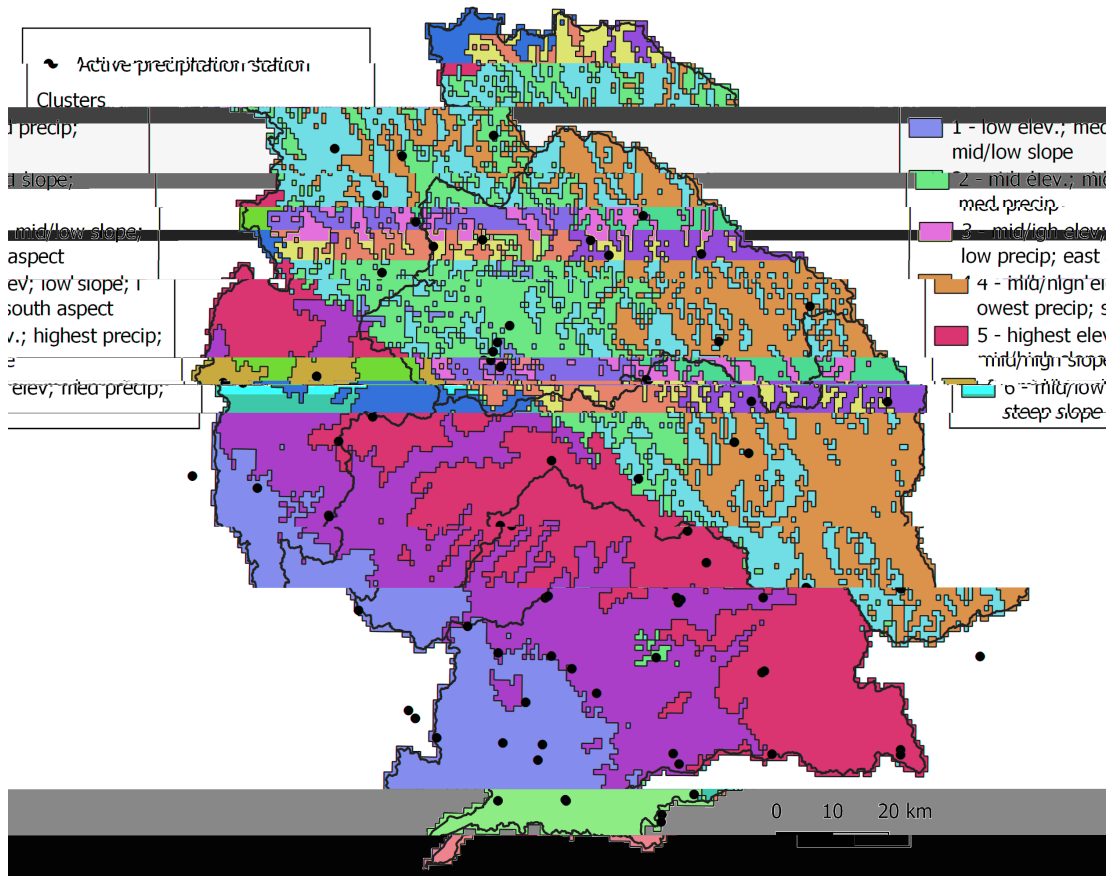 Active precipitation station
Clusters
precip;
1 - low elev.; med
mid/low slope
slope;
2 - mid elev.; mid
med precip
mid/low slope;
3 - mid/igh elev;
aspect
low precip; east
ev; low slope; l
4 - mid/high el
south aspect
owest precip; s
v.; highest precip;
5 - highest elev
e
mid/high slope
elev; med precip;
6 - mid/low
steep slope
0 10 20 km